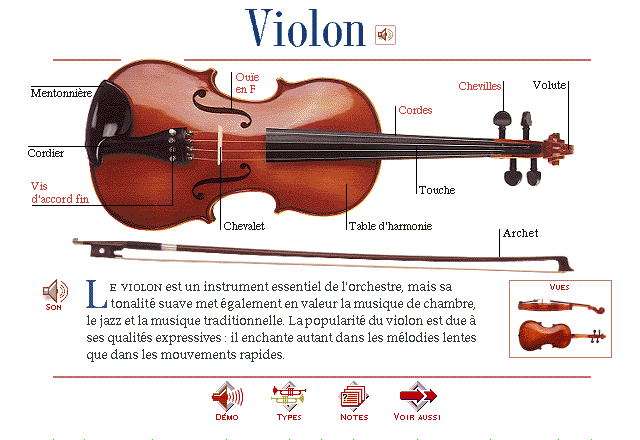 Violon
Ouie
en F
Chevilles
Volute
Mentonnière
Cordes
Cordier
Vis
d'accord fin
Touche
Chevalet
Table d'harmonie
Archet
Son
LE VIOLON est un instrument essentiel de l'orchestre, mais sa
tonalité suave met également en valeur la musique de chambre,
le jazz et la musique traditionnelle. La popularité du violon est due à
ses qualités expressives : il enchante autant dans les mélodies lentes
que dans les mouvements rapides.
VUES
DÉMO
TYPES
NOTES
VOIR AUSSI